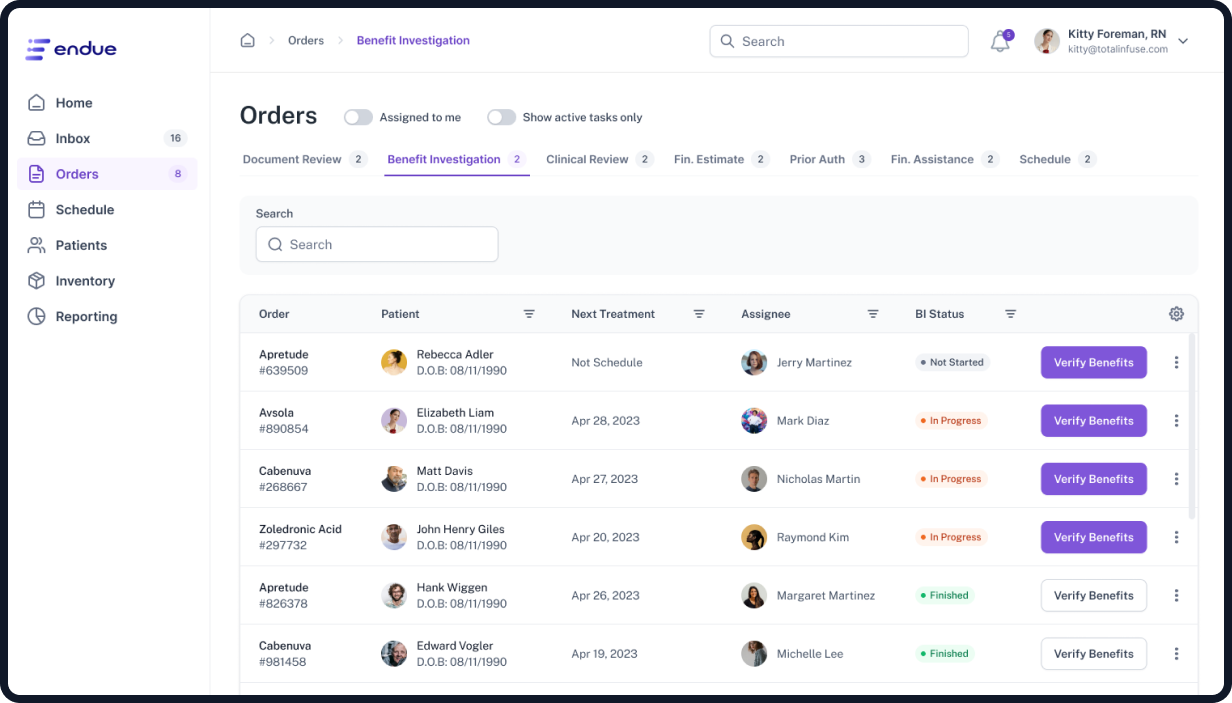 endue
Home
Inbox 16
Orders 8
Schedule
Patients
Inventory
Reporting
Orders Benefit Investigation
Search
5
Kitty Foreman, RN
kitty@totalinfuse.com
Orders Assigned to me Show active tasks only
Document Review 2 Benefit Investigation 2 Clinical Review 2 Fin. Estimate 2 Prior Auth 3 Fin. Assistance 2 Schedule 2
Search
Search
Order Patient Next Treatment Assignee BI Status
Apretude
#639509
Rebecca Adler
D.O.B: 08/11/1990
Not Schedule
Jerry Martinez
Not Started
Verify Benefits
Avsola
#890854
Elizabeth Liam
D.O.B: 08/11/1990
Apr 28, 2023
Mark Diaz
In Progress
Verify Benefits
Cabenuva
#268667
Matt Davis
D.O.B: 08/11/1990
Apr 27, 2023
Nicholas Martin
In Progress
Verify Benefits
Zoledronic Acid
#297732
John Henry Giles
D.O.B: 08/11/1990
Apr 20, 2023
Raymond Kim
In Progress
Verify Benefits
Apretude
#826378
Hank Wiggen
D.O.B: 08/11/1990
Apr 26, 2023
Margaret Martinez
Finished
Verify Benefits
Cabenuva
#981458
Edward Vogler
D.O.B: 08/11/1990
Apr 19, 2023
Michelle Lee
Finished
Verify Benefits